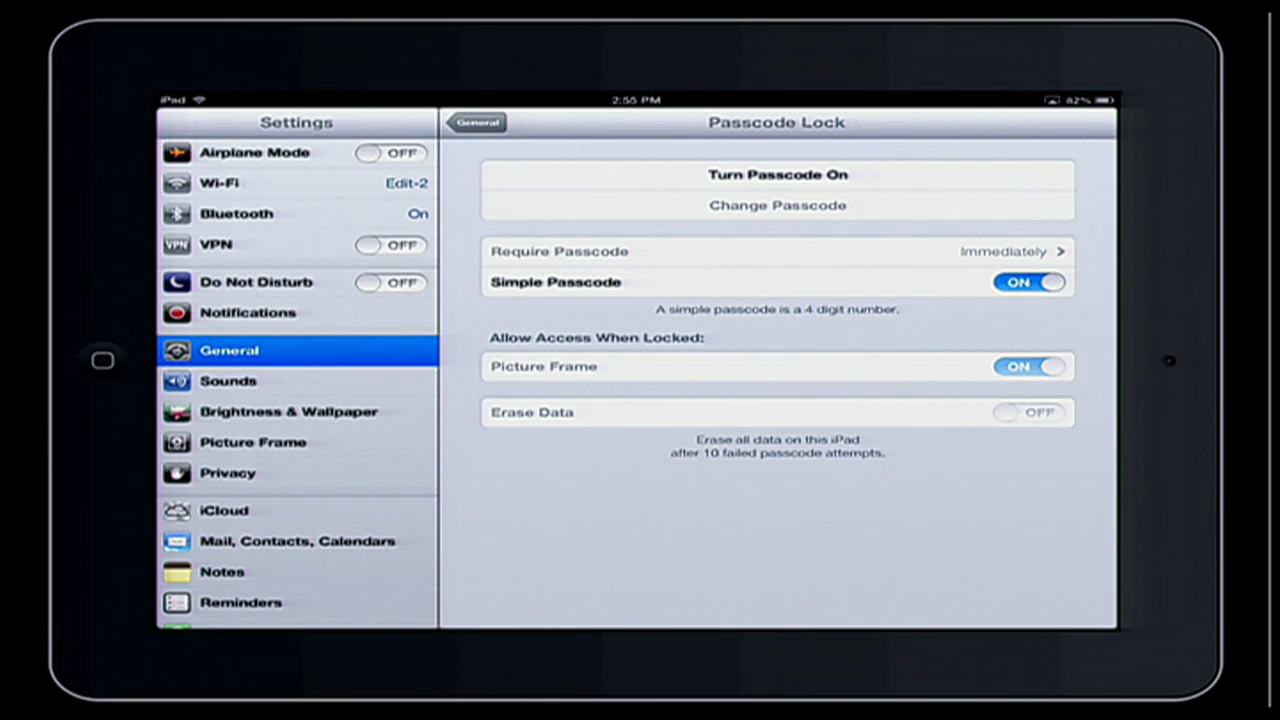 iPad 2:55 PM 82%
Settings
Airplane Mode OFF
Wi-Fi Edit-2
Bluetooth On
VPN VPN OFF
Do Not Disturb OFF
Notifications
General
Sounds
Brightness & Wallpaper
Picture Frame
Privacy
iCloud
Mail, Contacts, Calendars
Notes
Reminders
General Passcode Lock
Turn Passcode On
Change Passcode
Require Passcode Immediately >
Simple Passcode ON
A simple passcode is a 4 digit number.
Allow Access When Locked:
Picture Frame ON
Erase Data OFF
Erase all data on this iPad
after 10 failed passcode attempts.